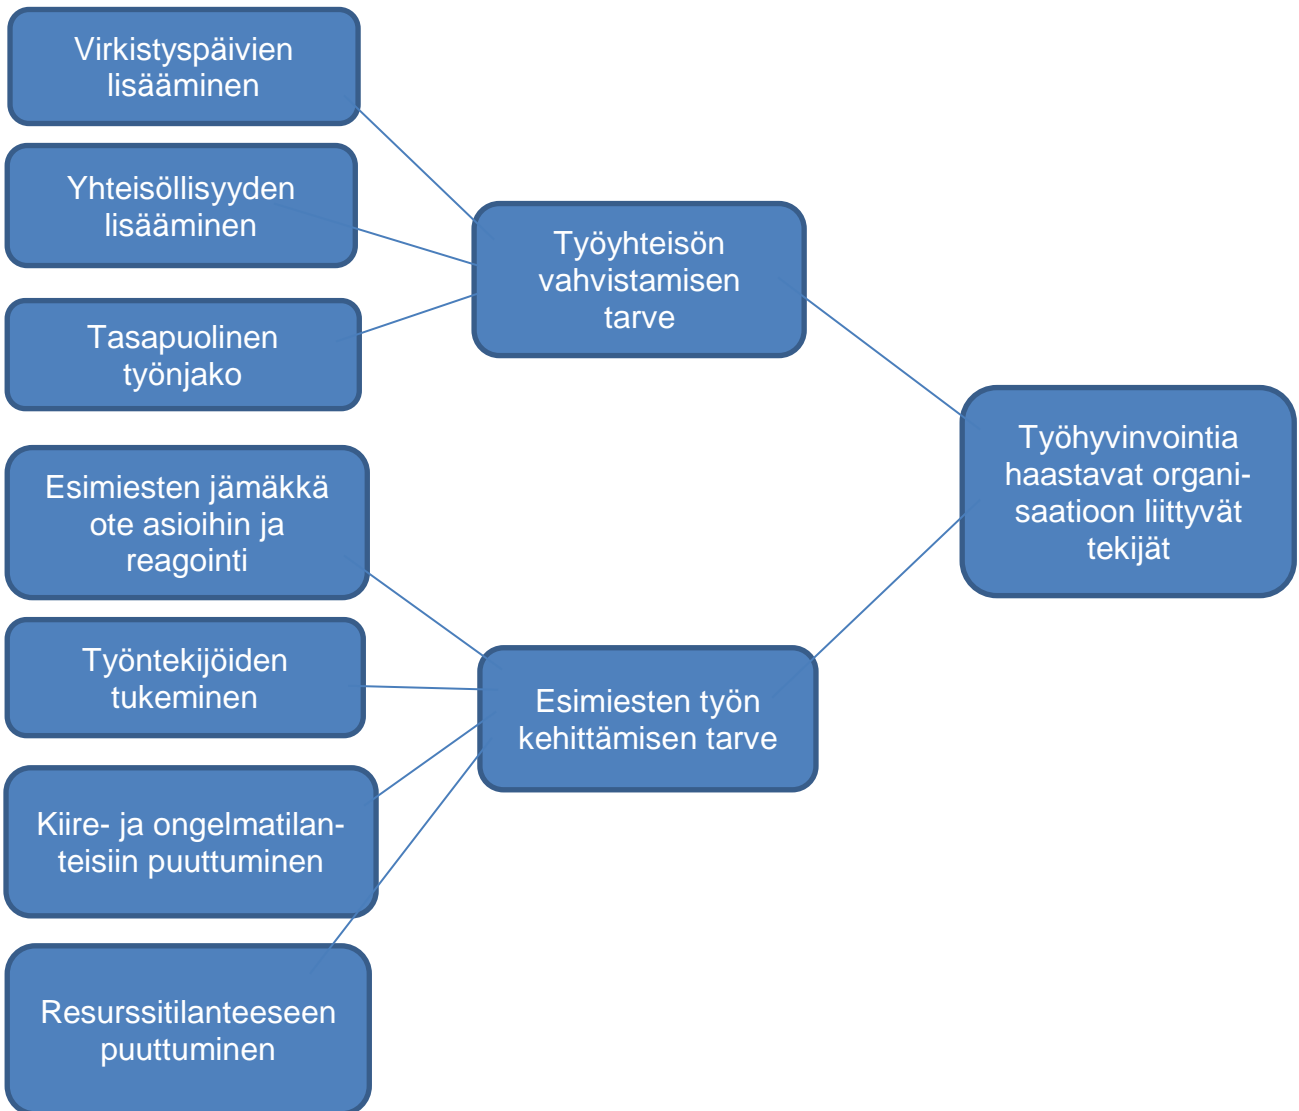 Virkistyspäivien
lisääminen
Yhteisöllisyyden
lisääminen
Tasapuolinen
työnjako
Esimiesten jämäkkä
ote asioihin ja
reagointi
Työntekijöiden
tukeminen
Kiire- ja ongelmatilan-
teisiin puuttuminen
Resurssitilanteeseen
puuttuminen
Työyhteisön
vahvistamisen
tarve
Esimiesten työn
kehittämisen tarve
Työhyvinvointia
haastavat organi-
saatioon liittyvät
tekijät